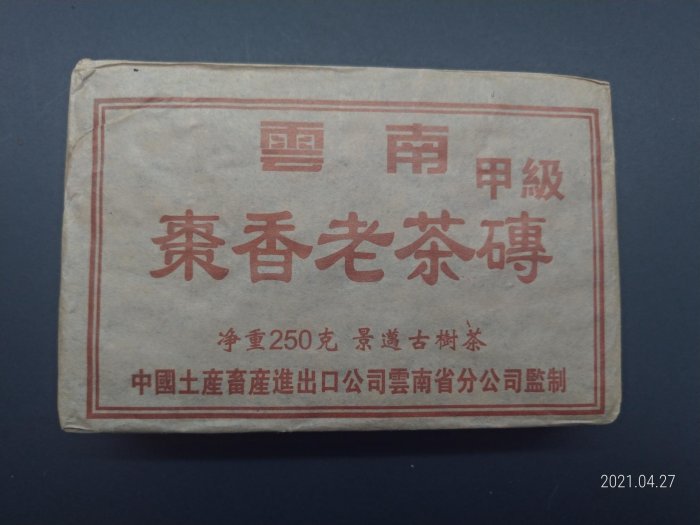 雲南
甲級
棗香老茶磚
净重250克 景邁古樹茶
中國土産畜産進出口公司雲南省分公司監制
2021.04.27